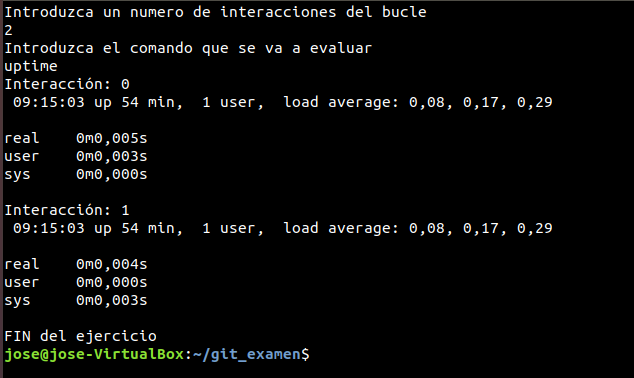 Introduzca un numero de interacciones del bucle
2
Introduzca el comando que se va a evaluar
uptime
Interacción: 0
 09:15:03 up 54 min,  1 user,  load average: 0,08, 0,17, 0,29
real    0m0,005s
user    0m0,003s
sys     0m0,000s
Interacción: 1
 09:15:03 up 54 min,  1 user,  load average: 0,08, 0,17, 0,29
real    0m0,004s
user    0m0,000s
sys     0m0,003s
FIN del ejercicio
jose@jose-VirtualBox:~/git_examen$